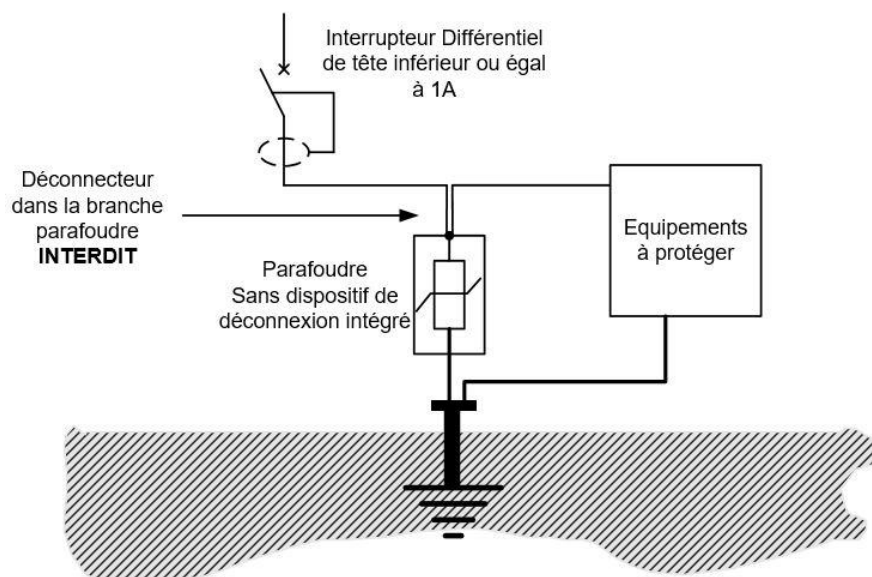 Interrupteur Différentiel
de tête inférieur ou égal
à 1A
Déconnecteur
dans la branche
parafoudre
INTERDIT
Parafoudre
Sans dispositif de
déconnexion intégré
Equipements
à protéger